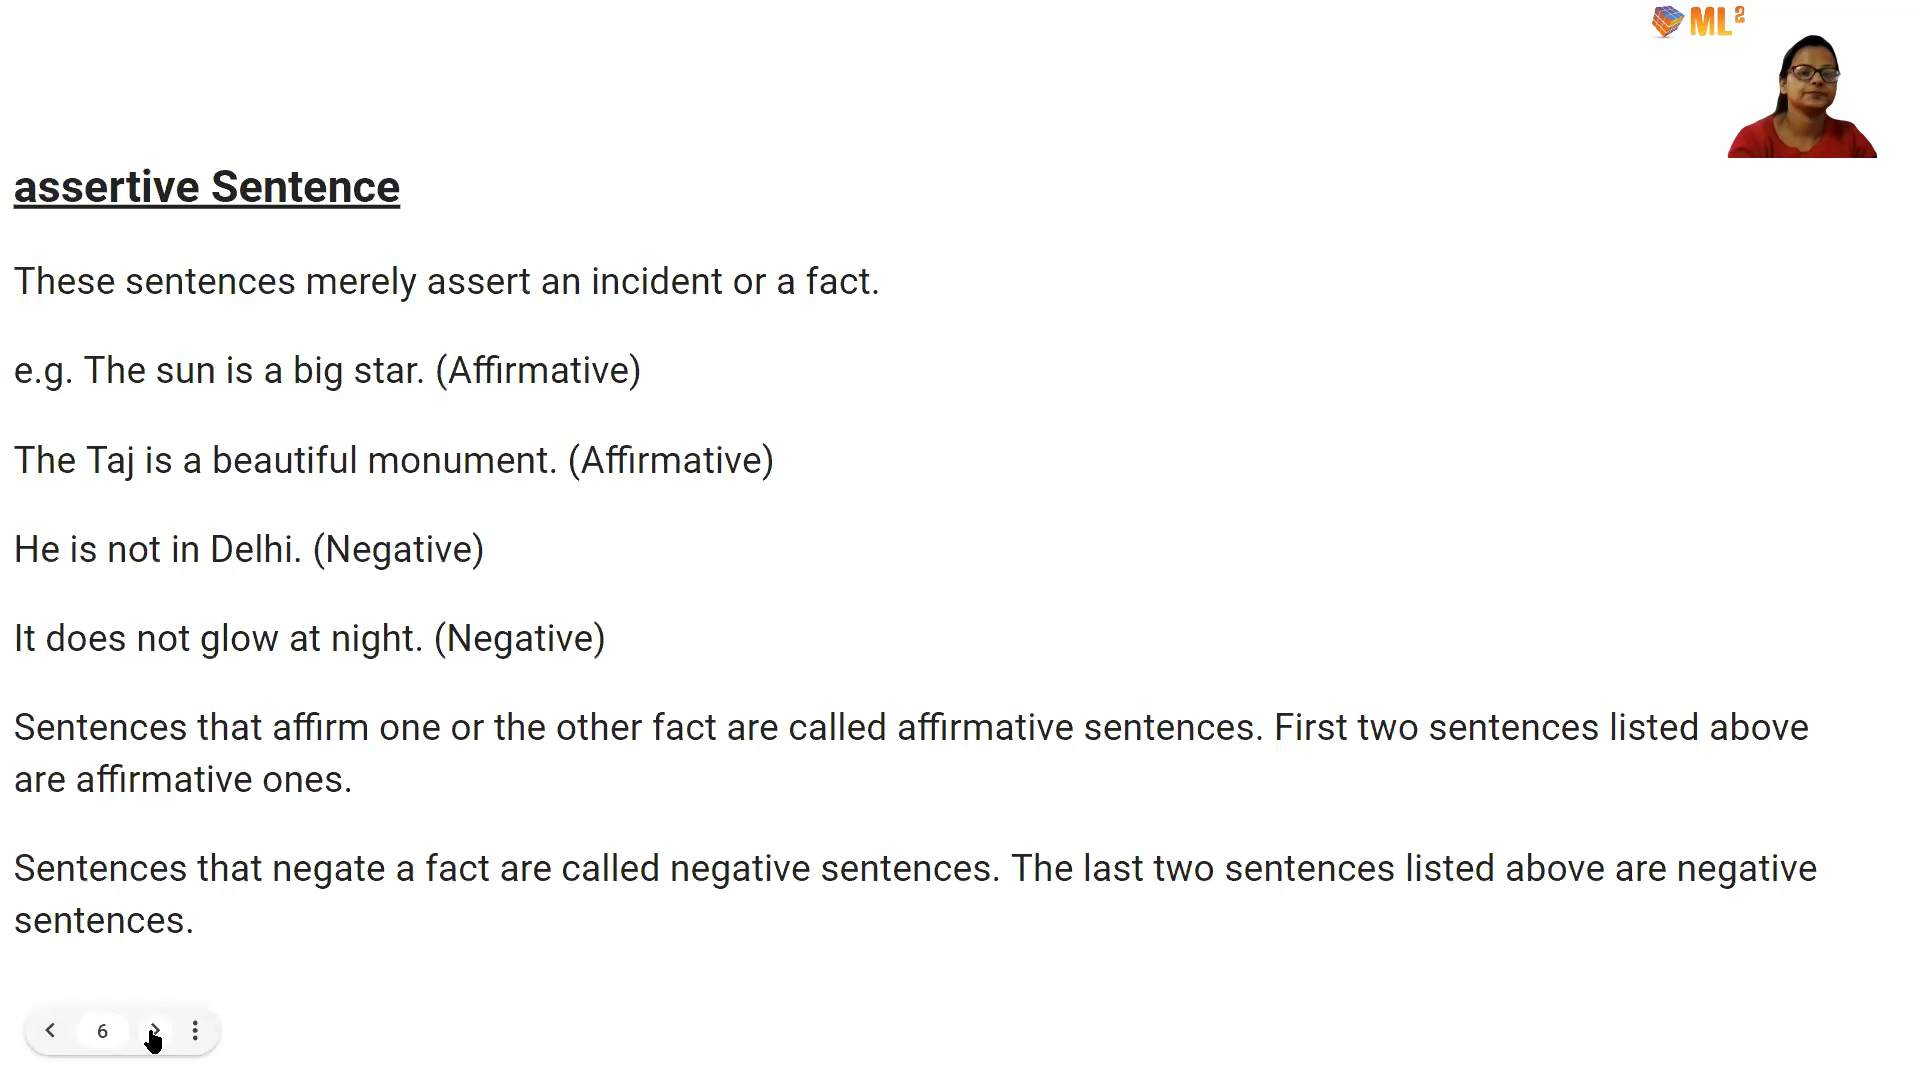 ML²
assertive Sentence
These sentences merely assert an incident or a fact.
e.g. The sun is a big star. (Affirmative)
The Taj is a beautiful monument. (Affirmative)
He is not in Delhi. (Negative)
It does not glow at night. (Negative)
Sentences that affirm one or the other fact are called affirmative sentences. First two sentences listed above
are affirmative ones.
Sentences that negate a fact are called negative sentences. The last two sentences listed above are negative
sentences.
6